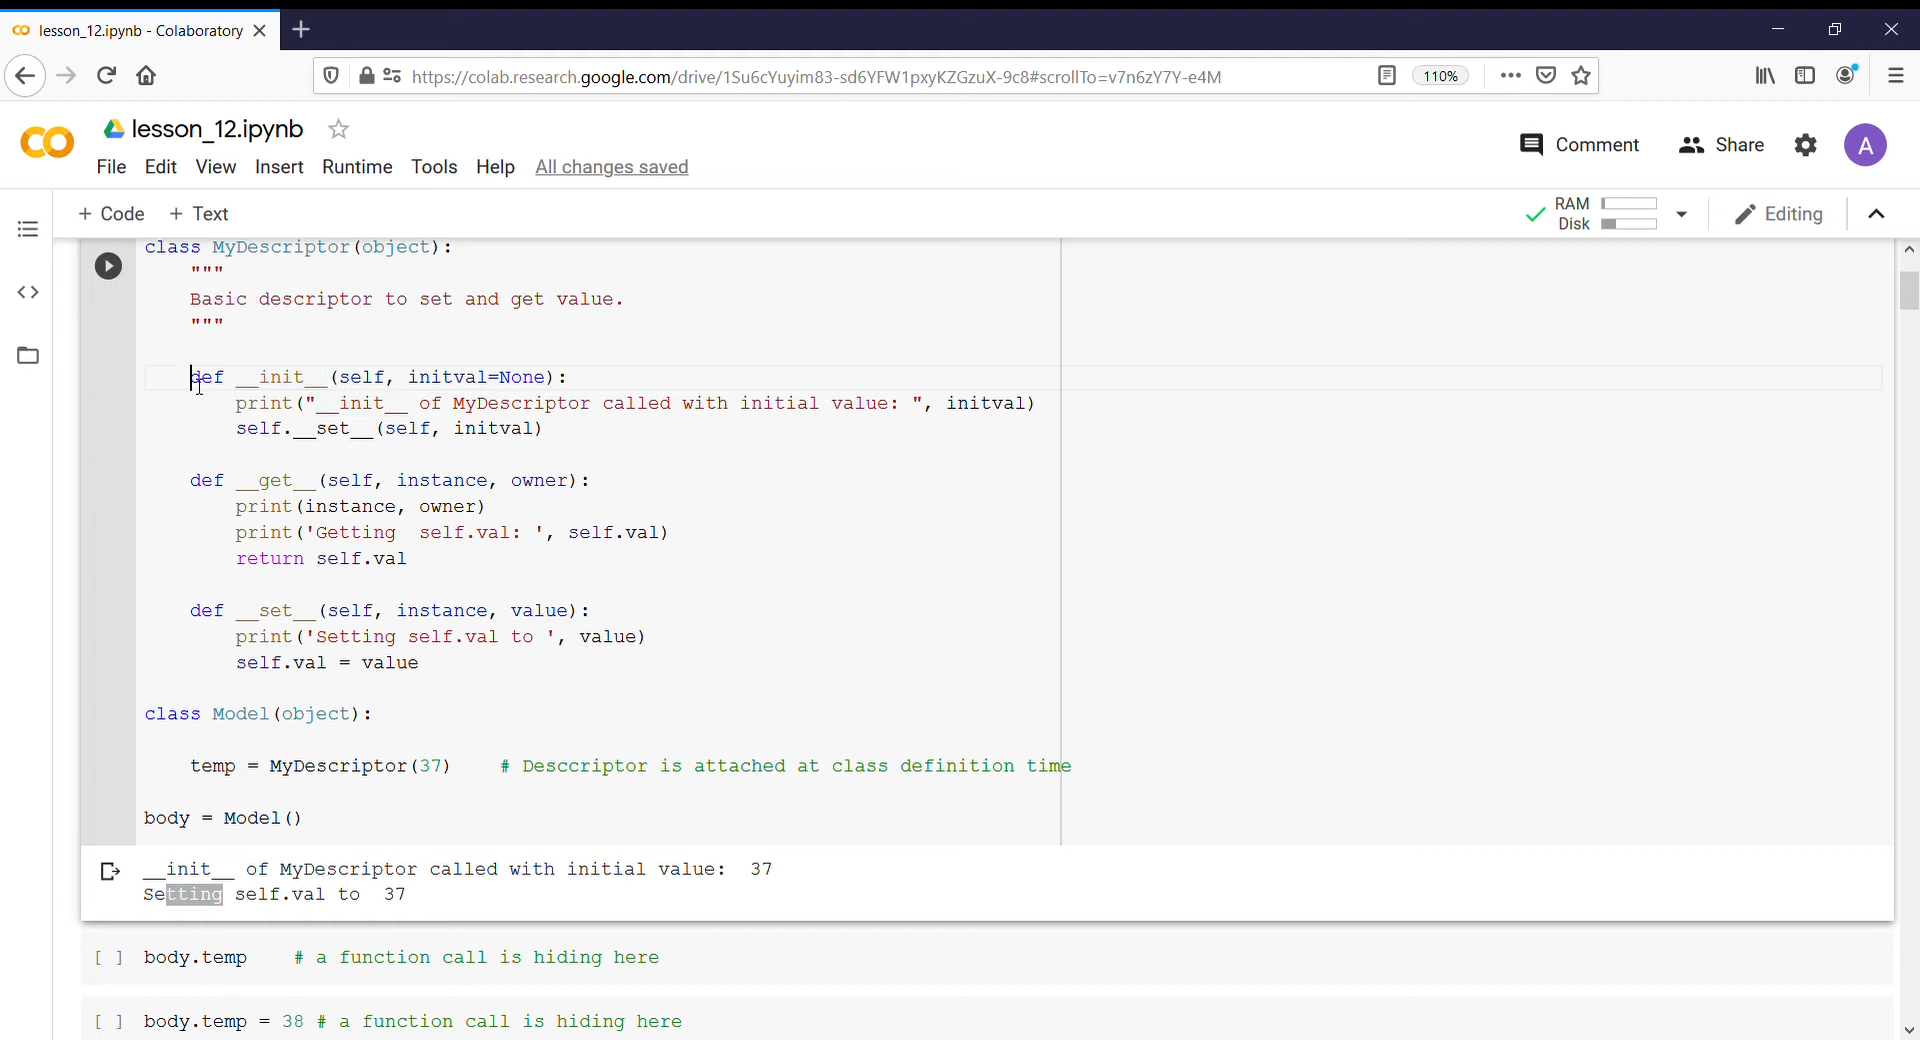 lesson_12.ipynb - Colaboratory
https://colab.research.google.com/drive/1Su6cYuyim83-sd6YFW1pxyKZGzuX-9c8#scrollTo=v7n6zY7Y-e4M
110%
lesson_12.ipynb
Comment
Share
A
File Edit View Insert Runtime Tools Help All changes saved
+ Code + Text
RAM
Disk
Editing
class MyDescriptor(object):
    """
    Basic descriptor to set and get value.
    """
    def __init__(self, initval=None):
        print("__init__ of MyDescriptor called with initial value: ", initval)
        self.__set__(self, initval)
    def __get__(self, instance, owner):
        print(instance, owner)
        print('Getting  self.val: ', self.val)
        return self.val
    def __set__(self, instance, value):
        print('Setting self.val to ', value)
        self.val = value
class Model(object):
    temp = MyDescriptor(37)    # Desccriptor is attached at class definition time
body = Model()
__init__ of MyDescriptor called with initial value:  37
Setting self.val to  37
[ ] body.temp    # a function call is hiding here
[ ] body.temp = 38 # a function call is hiding here